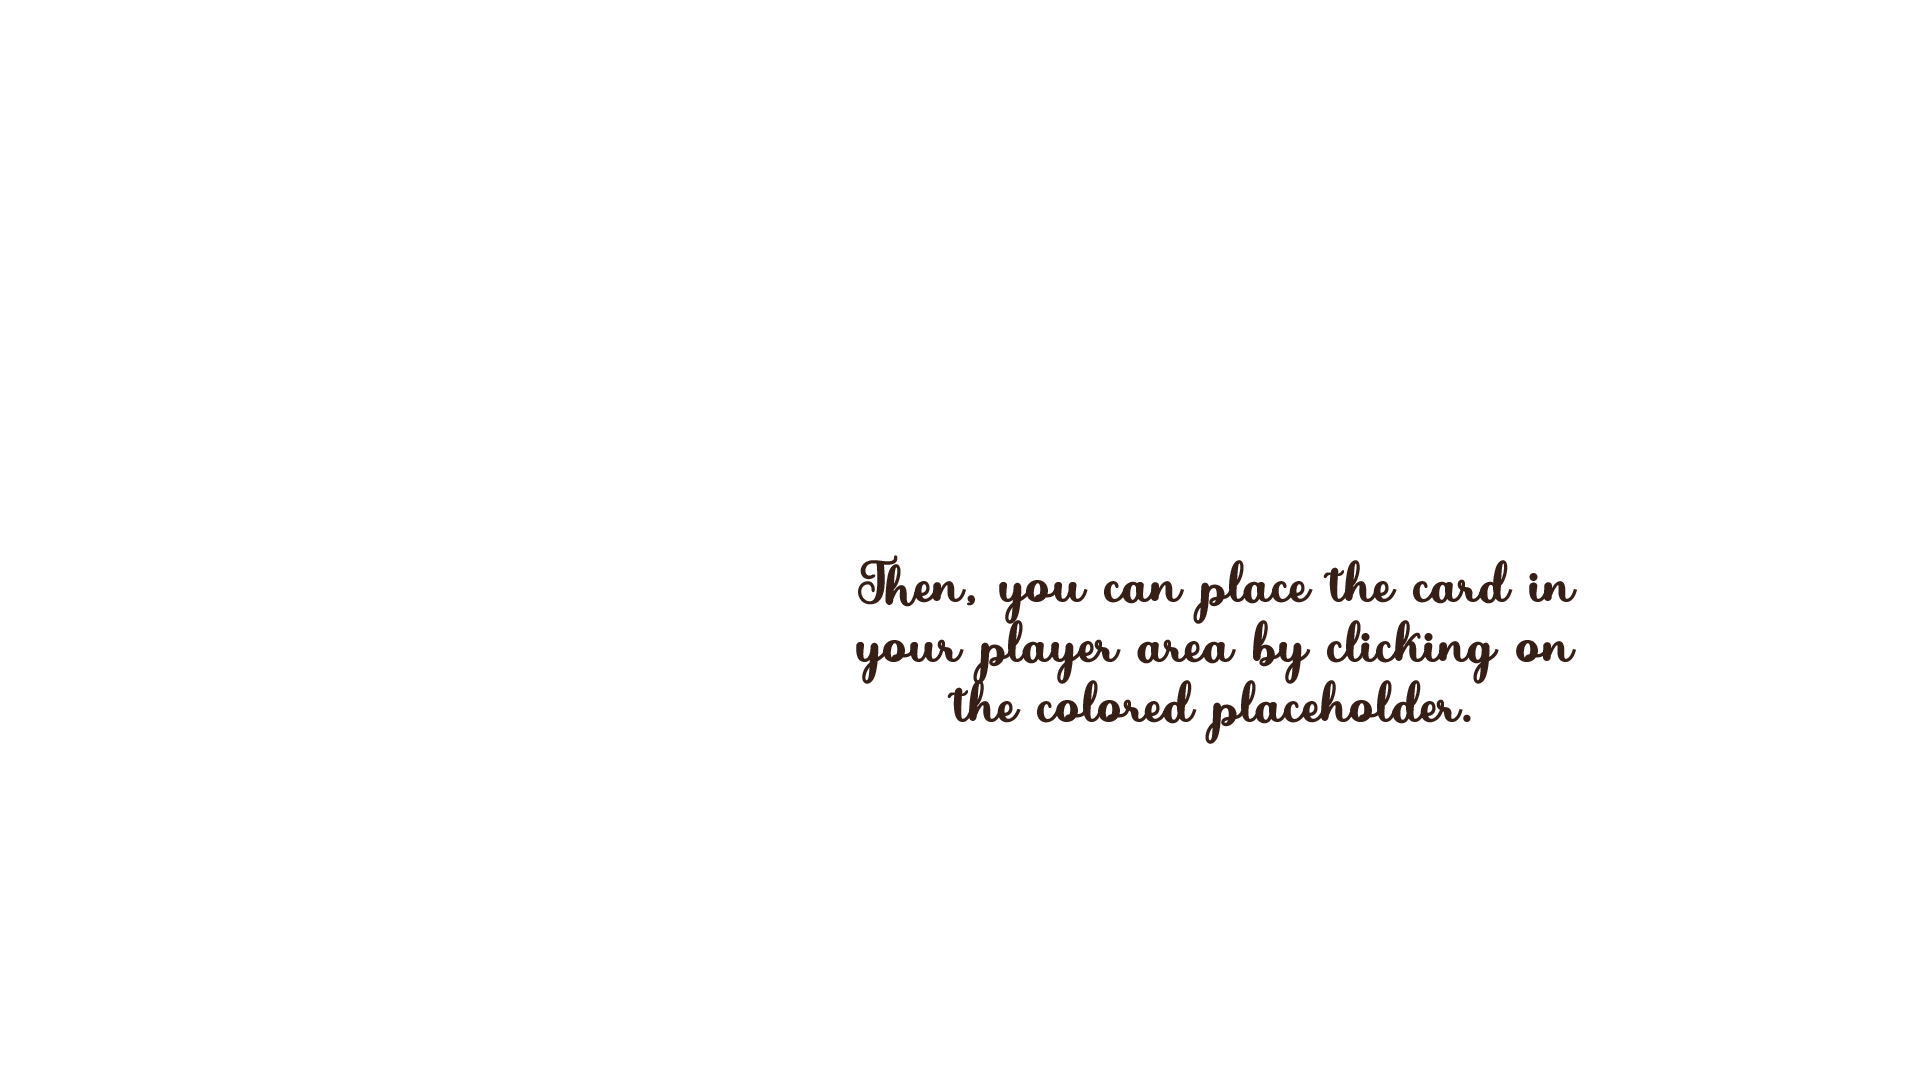 Then, you can place the card in
your player area by clicking on
the colored placeholder.